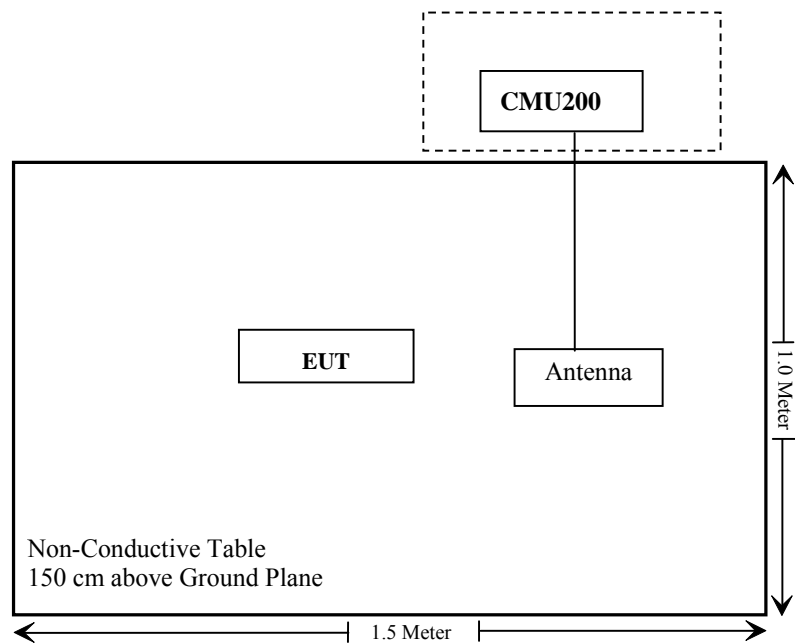 CMU200
EUT
Antenna
1.0 Meter
Non-Conductive Table
150 cm above Ground Plane
1.5 Meter